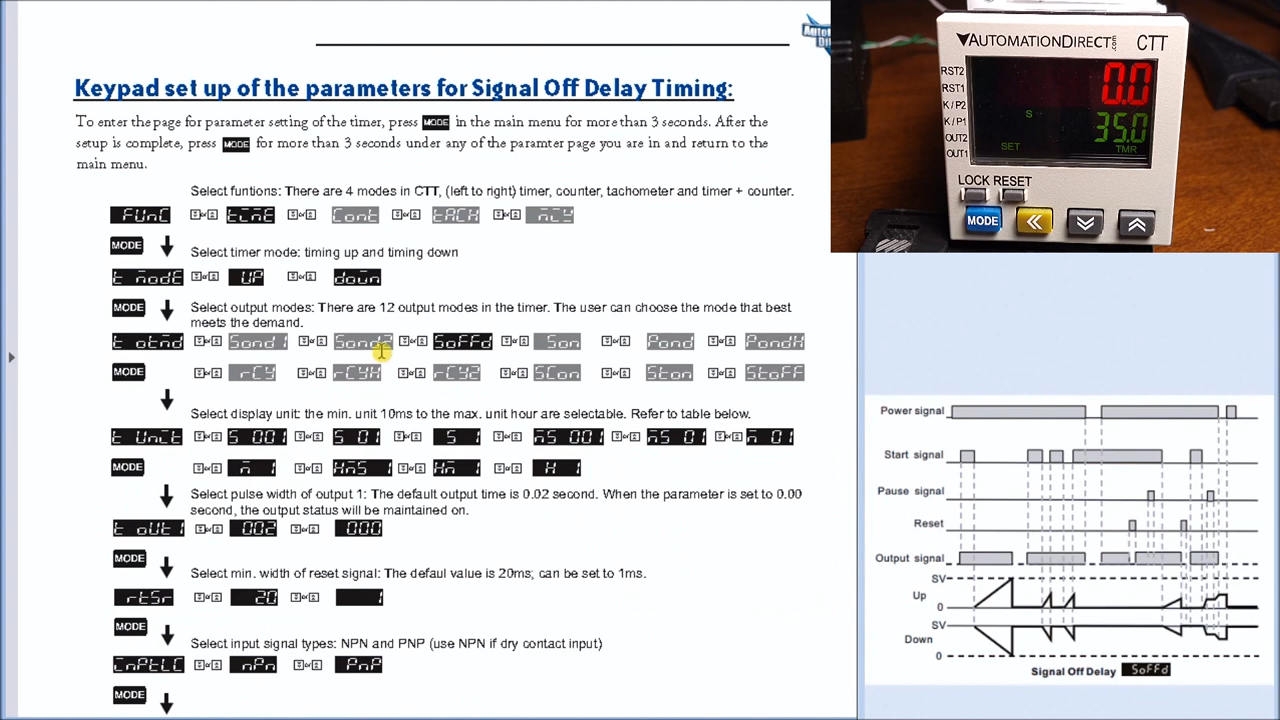 Keypad set up of the parameters for Signal Off Delay Timing:
To enter the page for parameter setting of the timer, press MODE in the main menu for more than 3 seconds. After the
setup is complete, press MODE for more than 3 seconds under any of the paramter page you are in and return to the
main menu.
Select funtions: There are 4 modes in CTT, (left to right) timer, counter, tachometer and timer + counter.
MODE
Select timer mode: timing up and timing down
UP
MODE
Select output modes: There are 12 output modes in the timer. The user can choose the mode that best
meets the demand.
MODE
Select display unit: the min. unit 10ms to the max. unit hour are selectable. Refer to table below.
MODE
Select pulse width of output 1: The default output time is 0.02 second. When the parameter is set to 0.00
second, the output status will be maintained on.
002 000
MODE
Select min. width of reset signal: The defaul value is 20ms; can be set to 1ms.
20 1
MODE
Select input signal types: NPN and PNP (use NPN if dry contact input)
MODE
AUTOMATIONDIRECT.com CTT
RST2
RST1
K / P2
K / P1
OUT2
OUT1
0.0
S
35.0
SET
TMR
LOCK RESET
MODE
Power signal
Start signal
Pause signal
Reset
Output signal
SV
Up
0
SV
Down
0
Signal Off Delay SoFFd